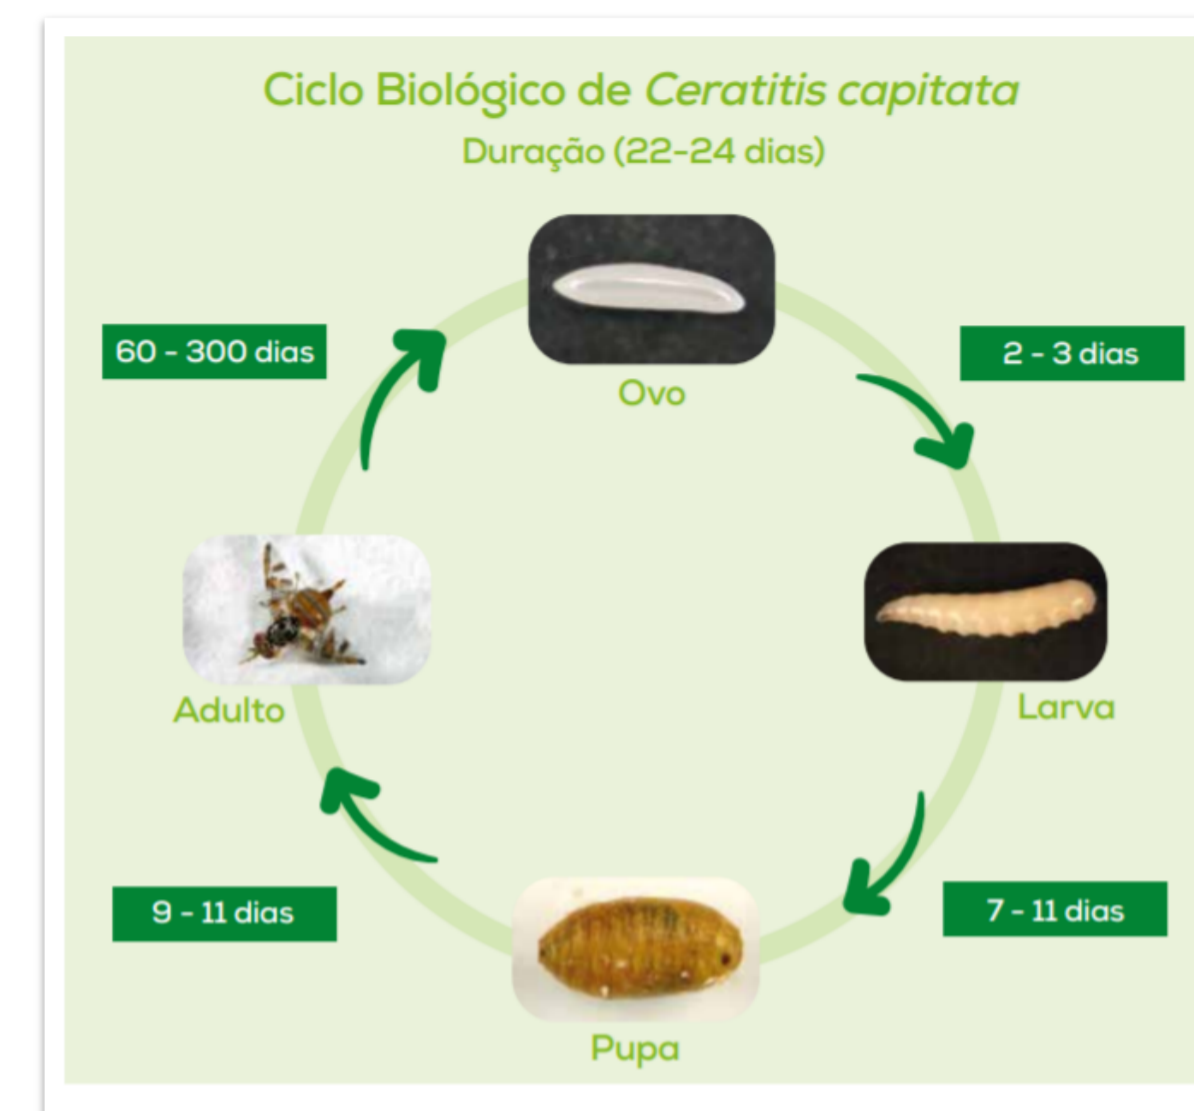 Ciclo Biológico de Ceratitis capitata
Duração (22-24 dias)
60 - 300 dias
2 - 3 dias
Ovo
Adulto
Larva
9 - 11 dias
7 - 11 dias
Pupa